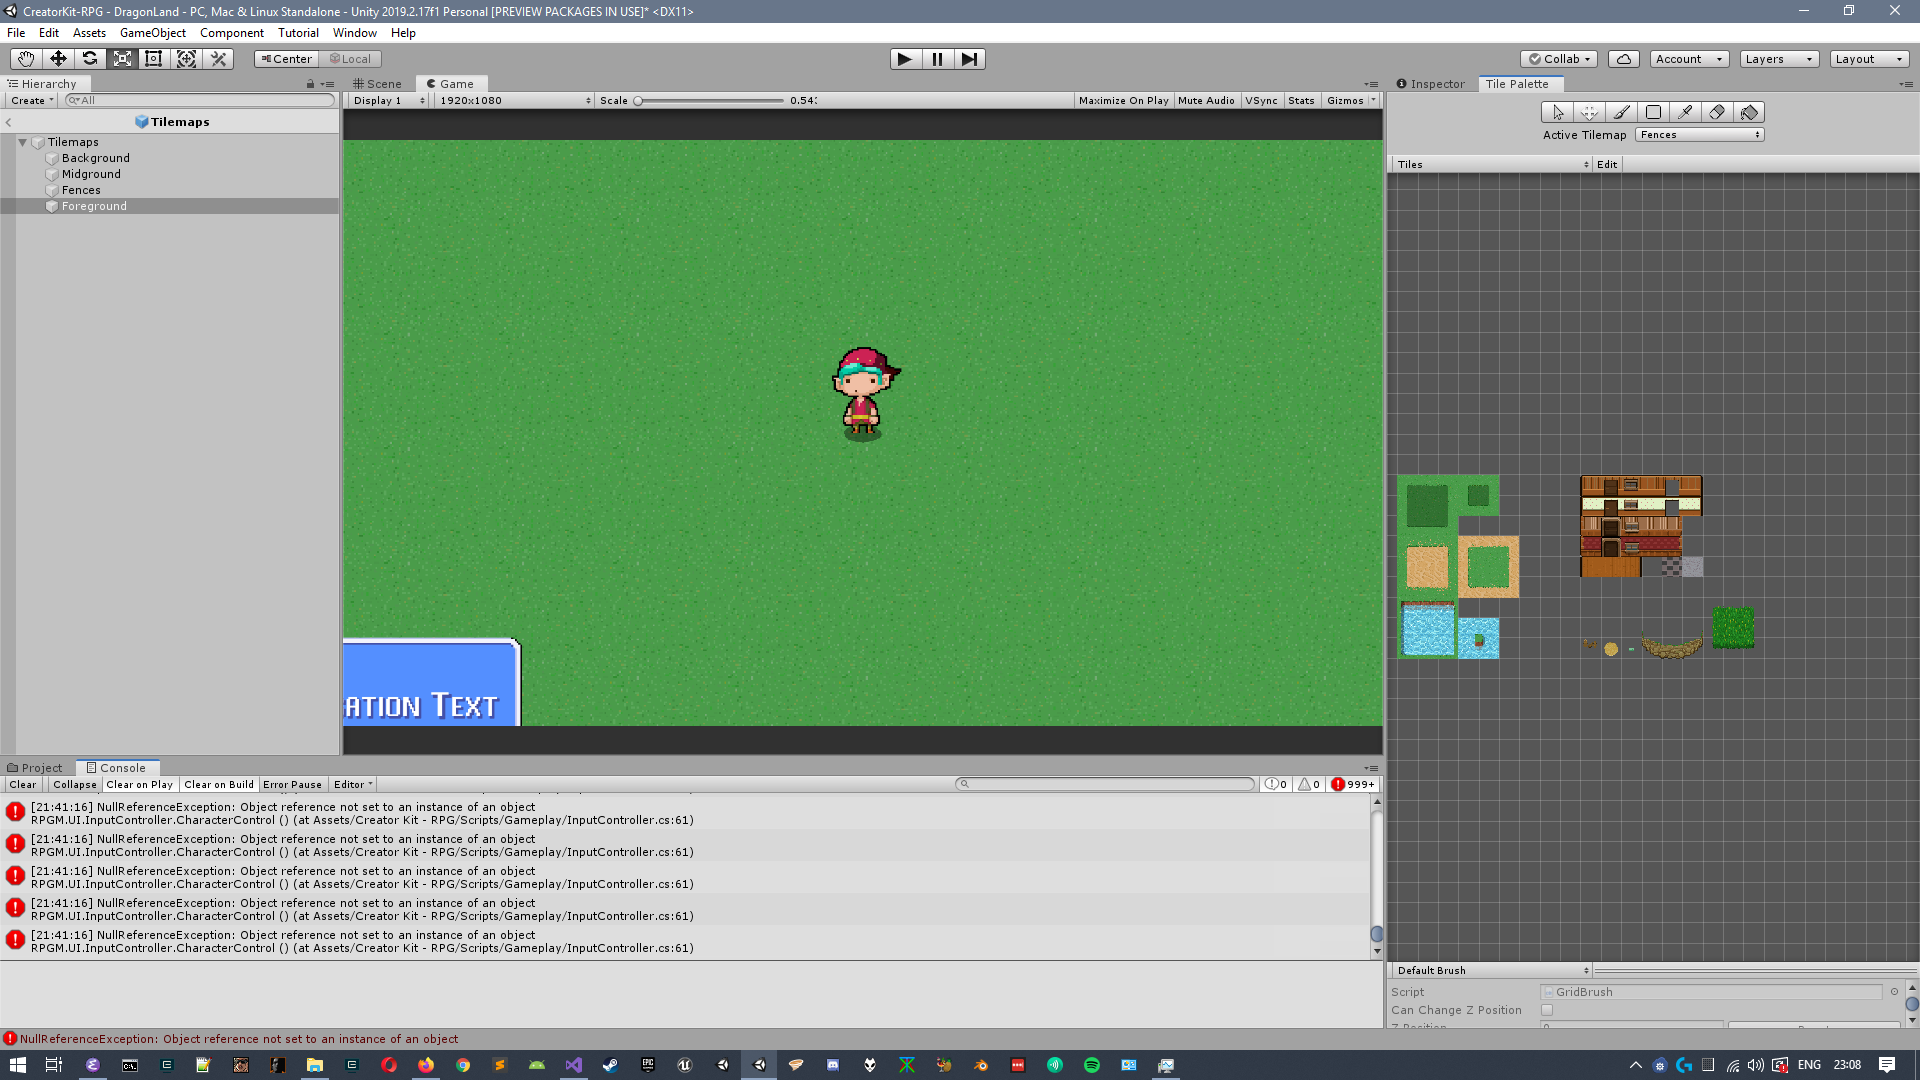 CreatorKit-RPG - DragonLand - PC, Mac & Linux Standalone - Unity 2019.2.17f1 Personal [PREVIEW PACKAGES IN USE]* <DX11>
File Edit Assets GameObject Component Tutorial Window Help
Center Local Collab Account Layers Layout
Hierarchy Scene Game Inspector Tile Palette
Create All Display 1 1920x1080 Scale 0.54 Maximize On Play Mute Audio VSync Stats Gizmos
Tilemaps
Active Tilemap Fences
Tilemaps
Background
Midground
Fences
Foreground
Tiles Edit
ATION TEXT
Project Console
Clear Collapse Clear on Play Clear on Build Error Pause Editor 0 0 999+
[21:41:16] NullReferenceException: Object reference not set to an instance of an object
RPGM.UI.InputController.CharacterControl () (at Assets/Creator Kit - RPG/Scripts/Gameplay/InputController.cs:61)
[21:41:16] NullReferenceException: Object reference not set to an instance of an object
RPGM.UI.InputController.CharacterControl () (at Assets/Creator Kit - RPG/Scripts/Gameplay/InputController.cs:61)
[21:41:16] NullReferenceException: Object reference not set to an instance of an object
RPGM.UI.InputController.CharacterControl () (at Assets/Creator Kit - RPG/Scripts/Gameplay/InputController.cs:61)
[21:41:16] NullReferenceException: Object reference not set to an instance of an object
RPGM.UI.InputController.CharacterControl () (at Assets/Creator Kit - RPG/Scripts/Gameplay/InputController.cs:61)
[21:41:16] NullReferenceException: Object reference not set to an instance of an object
RPGM.UI.InputController.CharacterControl () (at Assets/Creator Kit - RPG/Scripts/Gameplay/InputController.cs:61)
Default Brush
Script GridBrush
Can Change Z Position
Z Position
NullReferenceException: Object reference not set to an instance of an object
ENG 23:08